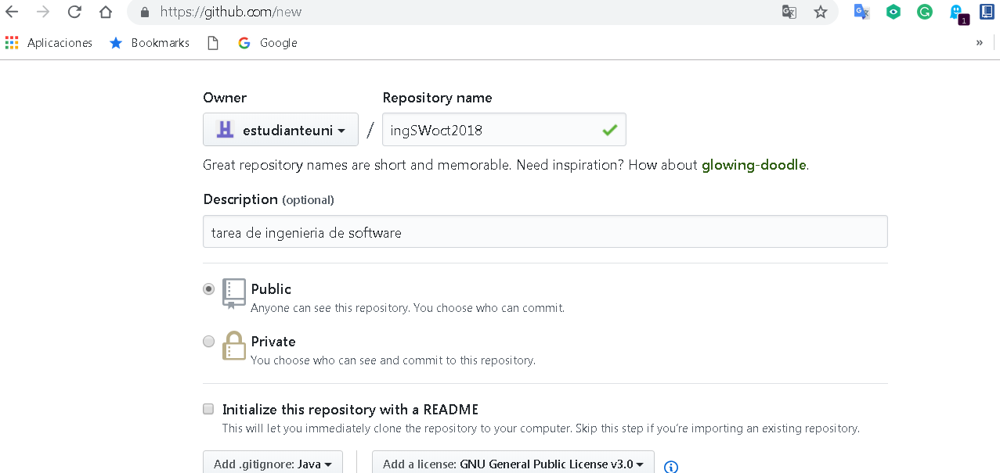 https://github.com/new
1
Aplicaciones Bookmarks Google »
Owner Repository name
estudianteuni / ingSWoct2018
Great repository names are short and memorable. Need inspiration? How about glowing-doodle.
Description (optional)
tarea de ingenieria de software
Public
Anyone can see this repository. You choose who can commit.
Private
You choose who can see and commit to this repository.
Initialize this repository with a README
This will let you immediately clone the repository to your computer. Skip this step if you’re importing an existing repository.
Add .gitignore: Java Add a license: GNU General Public License v3.0